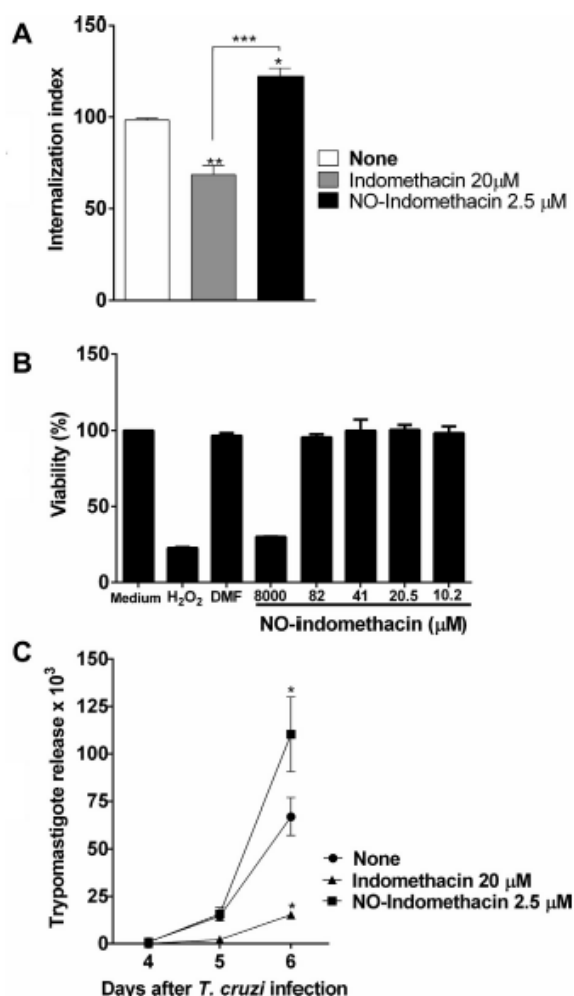 A
150
***
*
100
**
50
0
Internalization index
None
Indomethacin 20μM
NO-Indomethacin 2.5 μM
B
150
100
50
0
Viability (%)
Medium H₂O₂ DMF 8000 82 41 20.5 10.2
NO-indomethacin (μM)
C
150
125
100
75
50
25
0
Trypomastigote release x 10³
*
*
None
Indomethacin 20 μM
NO-Indomethacin 2.5 μM
4 5 6
Days after T. cruzi infection